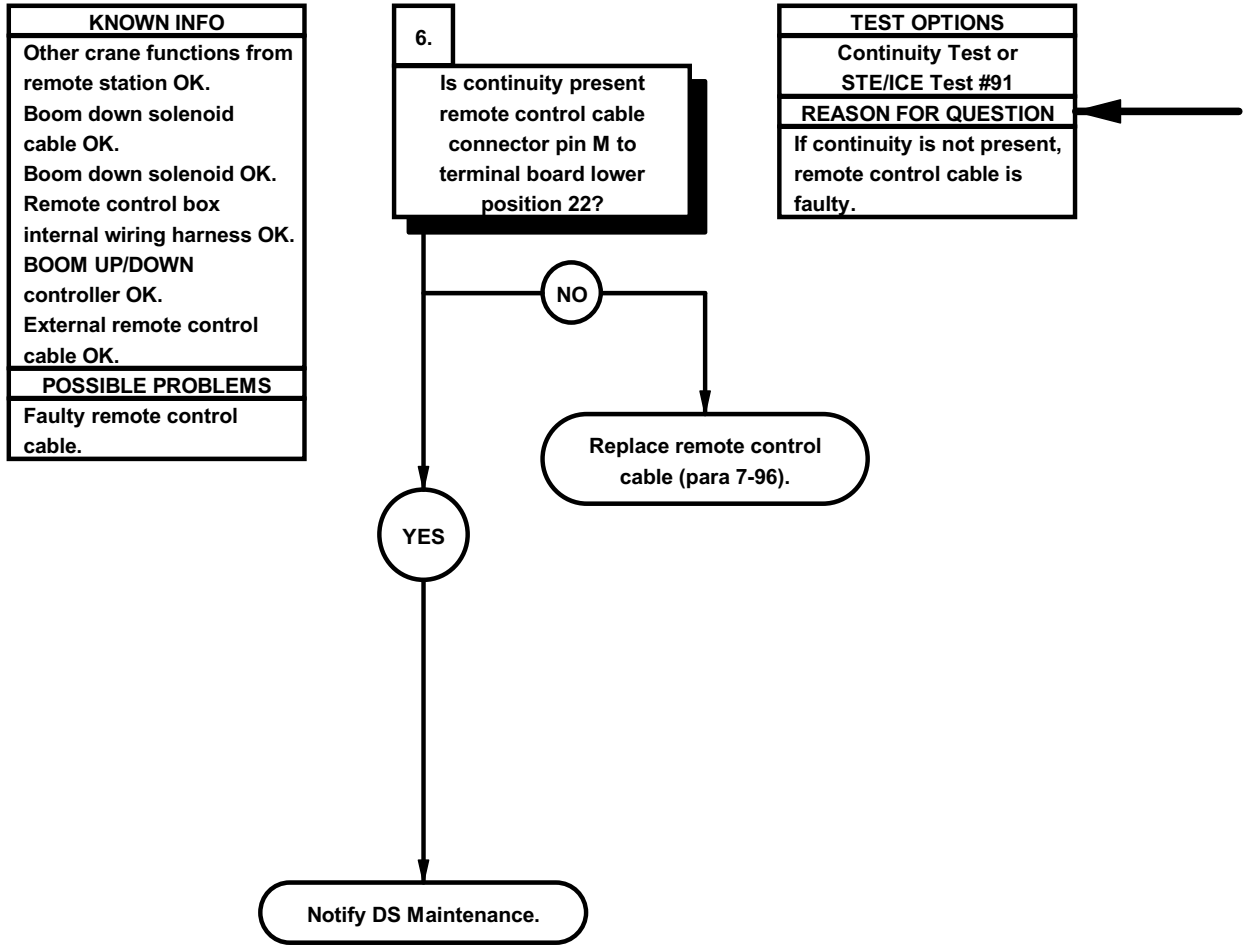 KNOWN INFO
Other crane functions from
remote station OK.
Boom down solenoid
cable OK.
Boom down solenoid OK.
Remote control box
internal wiring harness OK.
BOOM UP/DOWN
controller OK.
External remote control
cable OK.
POSSIBLE PROBLEMS
Faulty remote control
cable.
6.
Is continuity present
remote control cable
connector pin M to
terminal board lower
position 22?
TEST OPTIONS
Continuity Test or
STE/ICE Test #91
REASON FOR QUESTION
If continuity is not present,
remote control cable is
faulty.
NO
Replace remote control
cable (para 7-96).
YES
Notify DS Maintenance.